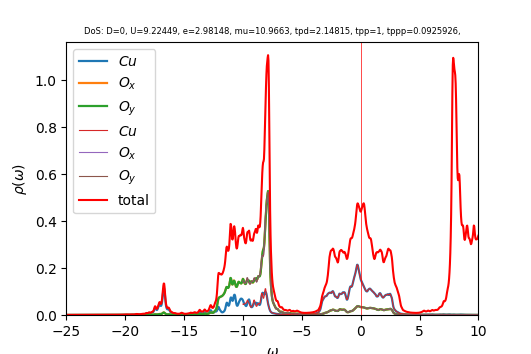 DoS: D=0, U=9.22449, e=2.98148, mu=10.9663, tpd=2.14815, tpp=1, tppp=0.0925926,
Cu
Oₓ
Oᵧ
Cu
Oₓ
Oᵧ
total
ρ(ω)
1.0
0.8
0.6
0.4
0.2
0.0
−25 −20 −15 −10 −5 0 5 10
ω